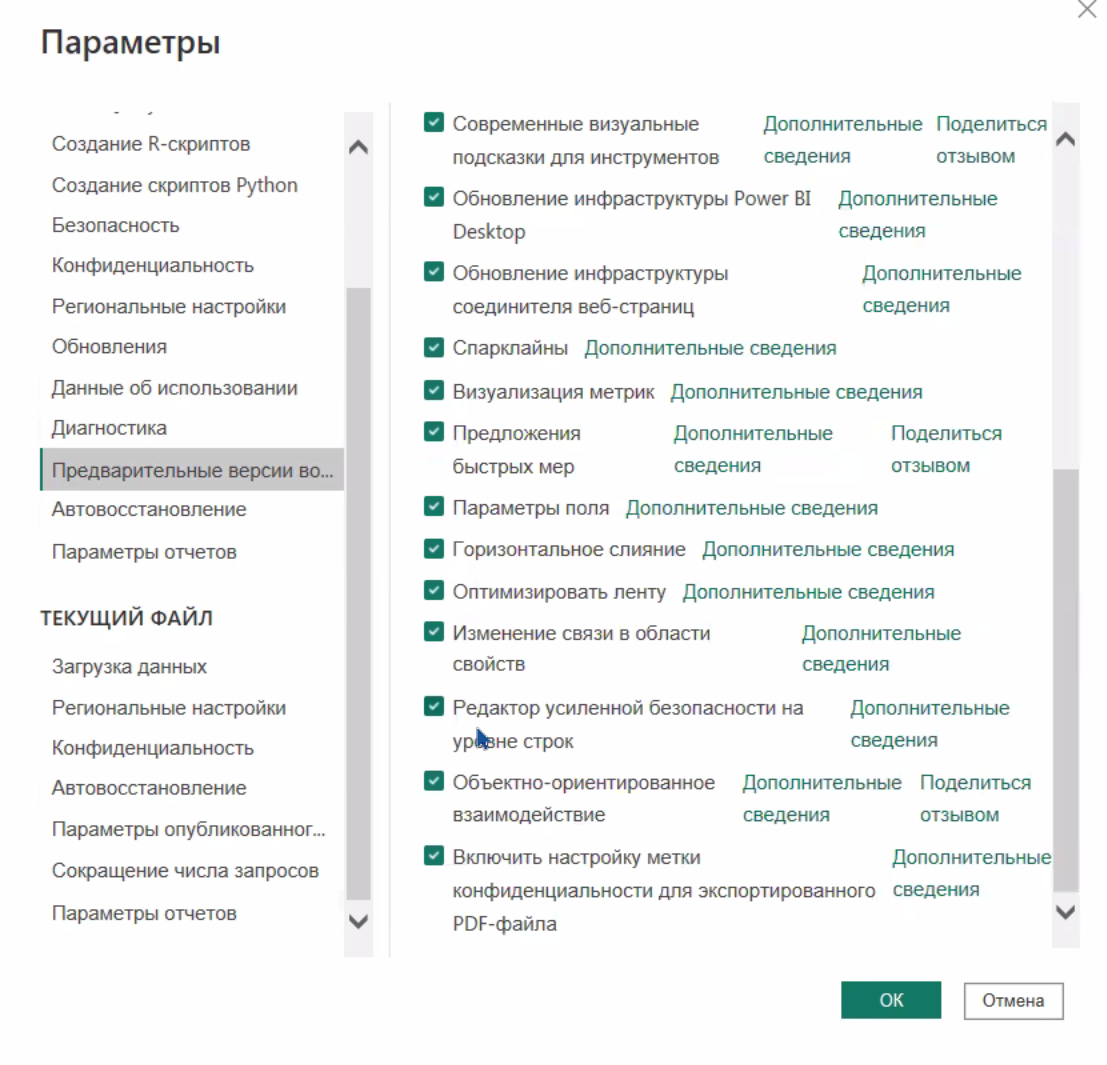 Параметры
Создание R-скриптов
Создание скриптов Python
Безопасность
Конфиденциальность
Региональные настройки
Обновления
Данные об использовании
Диагностика
Предварительные версии во...
Автовосстановление
Параметры отчетов
ТЕКУЩИЙ ФАЙЛ
Загрузка данных
Региональные настройки
Конфиденциальность
Автовосстановление
Параметры опубликованног...
Сокращение числа запросов
Параметры отчетов
Современные визуальные Дополнительные Поделиться
подсказки для инструментов сведения отзывом
Обновление инфраструктуры Power BI Дополнительные
Desktop сведения
Обновление инфраструктуры Дополнительные
соединителя веб-страниц сведения
Спарклайны Дополнительные сведения
Визуализация метрик Дополнительные сведения
Предложения Дополнительные Поделиться
быстрых мер сведения отзывом
Параметры поля Дополнительные сведения
Горизонтальное слияние Дополнительные сведения
Оптимизировать ленту Дополнительные сведения
Изменение связи в области Дополнительные
свойств сведения
Редактор усиленной безопасности на Дополнительные
уровне строк сведения
Объектно-ориентированное Дополнительные Поделиться
взаимодействие сведения отзывом
Включить настройку метки Дополнительные
конфиденциальности для экспортированного сведения
PDF-файла
ОК Отмена